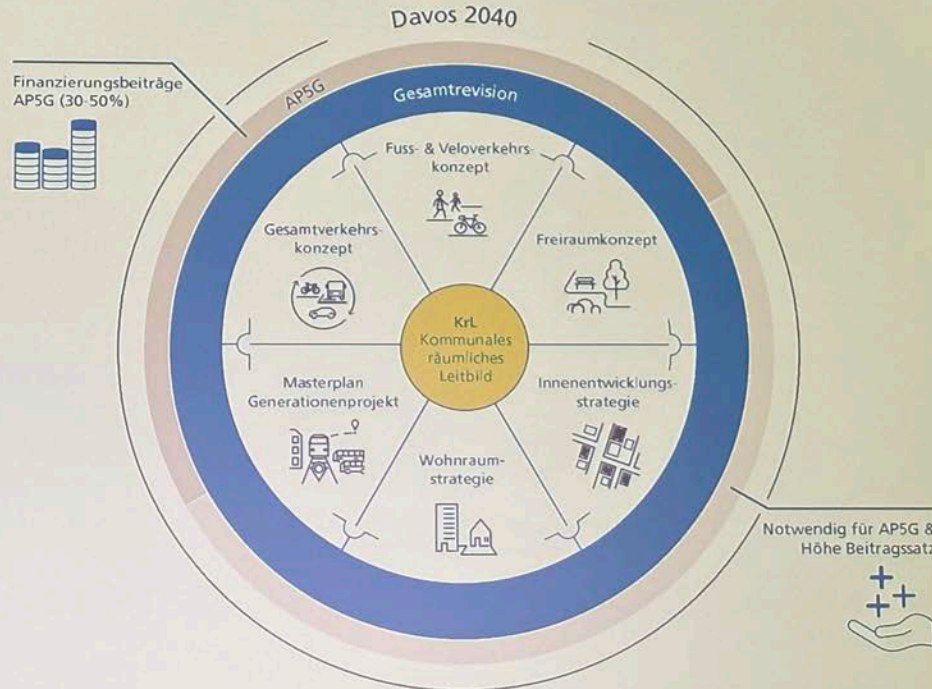 Davos 2040
Finanzierungsbeiträge
AP5G (30-50%)
AP5G
Gesamtrevision
Fuss- & Veloverkehrs-
konzept
Gesamtverkehrs-
konzept
Freiraumkonzept
KrL
Kommunales
räumliches
Leitbild
Masterplan
Generationenprojekt
Innenentwicklungs-
strategie
Wohnraum-
strategie
Notwendig für AP5G &
Höhe Beitragssatz